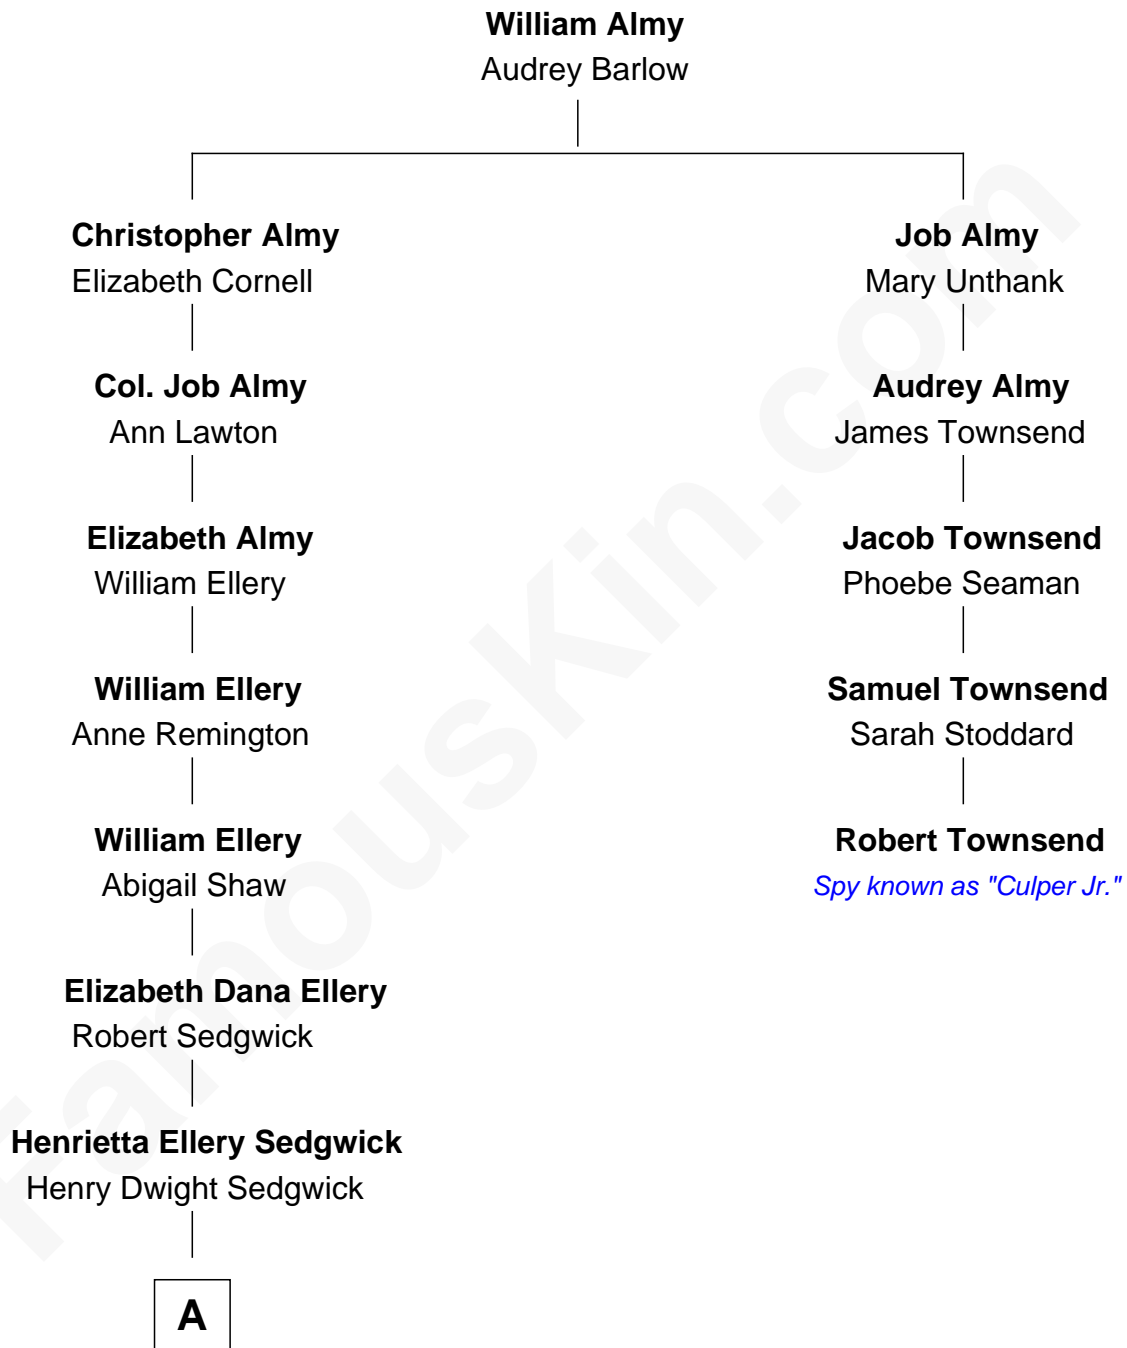 William Almy
Audrey Barlow
Christopher Almy
Elizabeth Cornell
Job Almy
Mary Unthank
Col. Job Almy
Ann Lawton
Audrey Almy
James Townsend
Elizabeth Almy
William Ellery
Jacob Townsend
Phoebe Seaman
William Ellery
Anne Remington
Samuel Townsend
Sarah Stoddard
William Ellery
Abigail Shaw
Robert Townsend
Spy known as "Culper Jr."
Elizabeth Dana Ellery
Robert Sedgwick
Henrietta Ellery Sedgwick
Henry Dwight Sedgwick
A
FamousKin.com